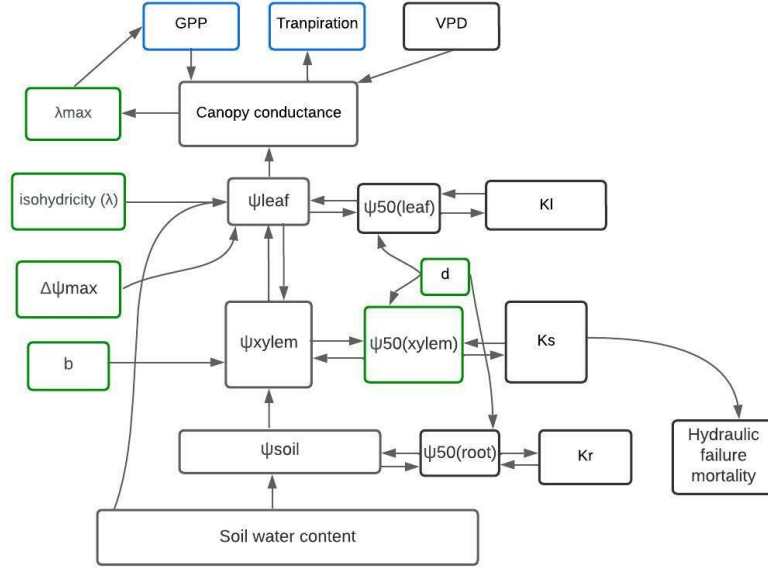 GPP
Tranpiration
VPD
λmax
Canopy conductance
isohydricity (λ)
ψleaf
ψ50(leaf)
Kl
Δψmax
d
ψxylem
ψ50(xylem)
Ks
b
ψsoil
ψ50(root)
Kr
Hydraulic
failure
mortality
Soil water content